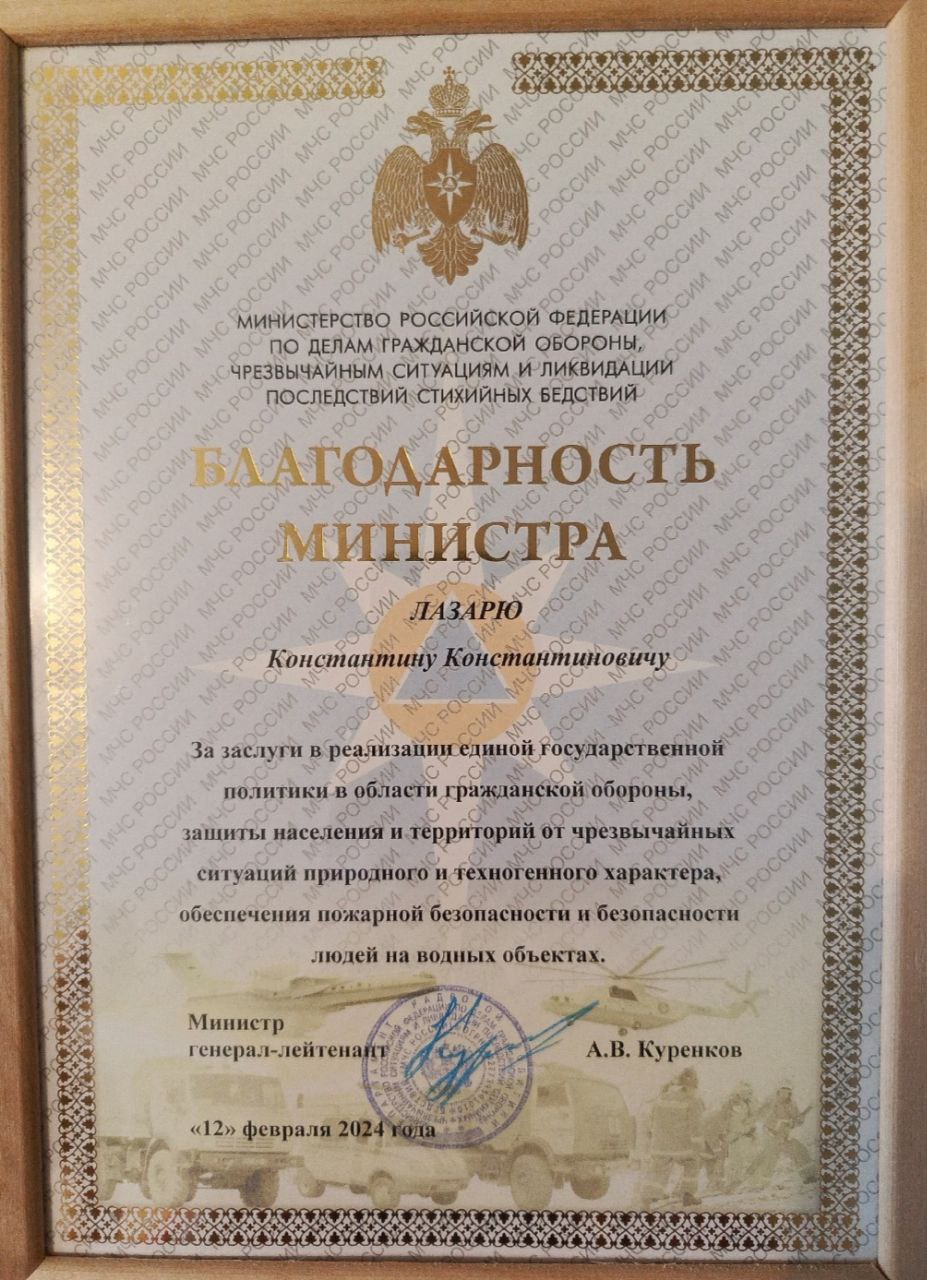 МИНИСТЕРСТВО РОССИЙСКОЙ ФЕДЕРАЦИИ
ПО ДЕЛАМ ГРАЖДАНСКОЙ ОБОРОНЫ,
ЧРЕЗВЫЧАЙНЫМ СИТУАЦИЯМ И ЛИКВИДАЦИИ
ПОСЛЕДСТВИЙ СТИХИЙНЫХ БЕДСТВИЙ
БЛАГОДАРНОСТЬ
МИНИСТРА
ЛАЗАРЮ
Константину Константиновичу
За заслуги в реализации единой государственной
политики в области гражданской обороны,
защиты населения и территорий от чрезвычайных
ситуаций природного и техногенного характера,
обеспечения пожарной безопасности и безопасности
людей на водных объектах.
Министр
генерал-лейтенант А.В. Куренков
«12» февраля 2024 года
МЧС РОССИИ